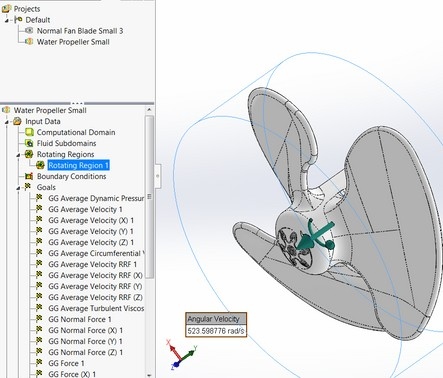 Projects
Default
Normal Fan Blade Small 3
Water Propeller Small
Water Propeller Small
Input Data
Computational Domain
Fluid Subdomains
Rotating Regions
Rotating Region 1
Boundary Conditions
Goals
GG Average Dynamic Pressur
GG Average Velocity 1
GG Average Velocity (X) 1
GG Average Velocity (Y) 1
GG Average Velocity (Z) 1
GG Average Circumferential V
GG Average Velocity RRF 1
GG Average Velocity RRF (X)
GG Average Velocity RRF (Y)
GG Average Velocity RRF (Z)
GG Average Turbulent Viscos
GG Normal Force 1
GG Normal Force (X) 1
GG Normal Force (Y) 1
GG Normal Force (Z) 1
GG Force 1
GG Force (X) 1
Angular Velocity
523.598776 rad/s
X
Y
Z